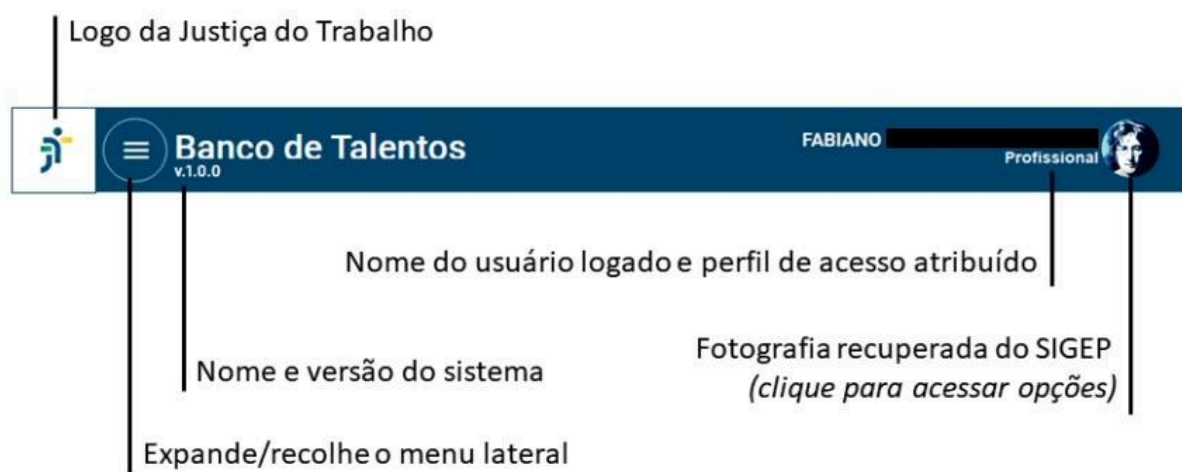 Logo da Justiça do Trabalho
Banco de Talentos
v.1.0.0
FABIANO
Profissional
Nome do usuário logado e perfil de acesso atribuído
Fotografia recuperada do SIGEP
(clique para acessar opções)
Nome e versão do sistema
Expande/recolhe o menu lateral